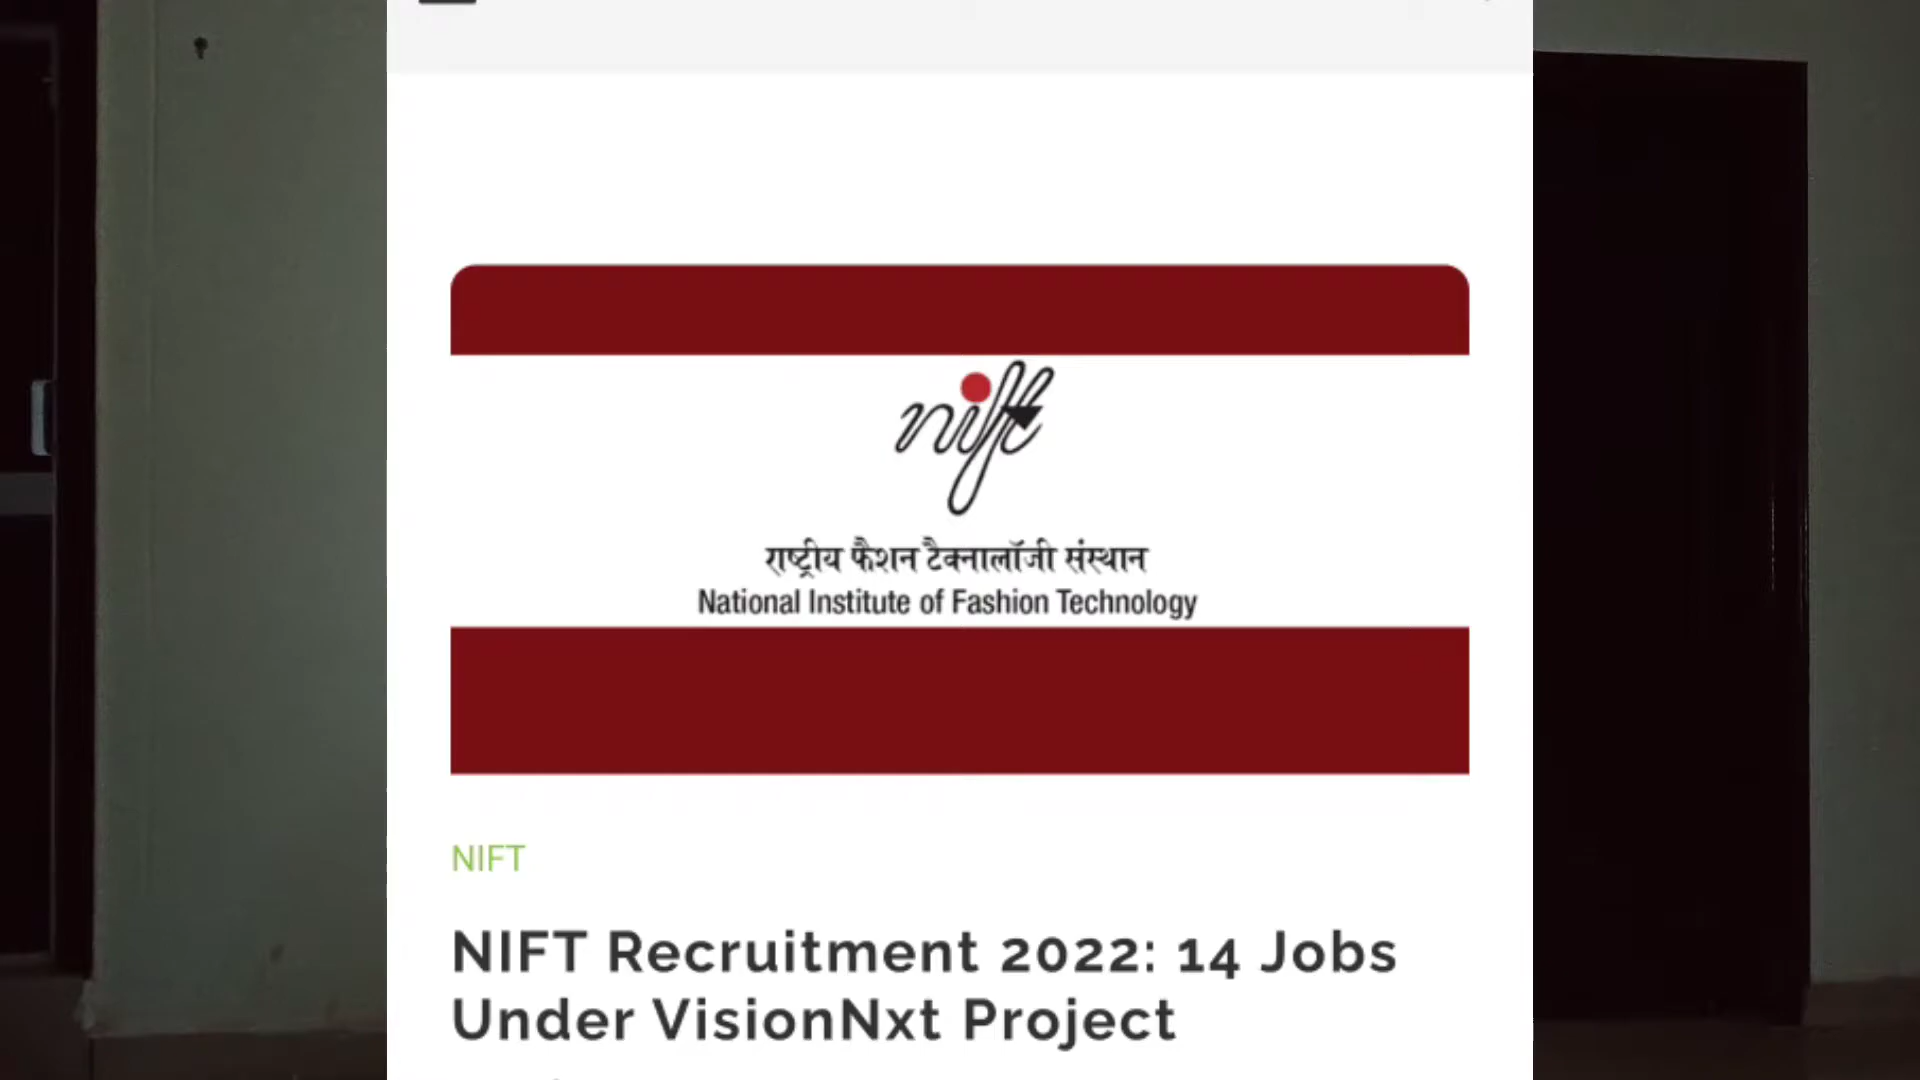 nift
राष्ट्रीय फैशन टैक्नालॉजी संस्थान
National Institute of Fashion Technology
NIFT
NIFT Recruitment 2022: 14 Jobs
Under VisionNxt Project